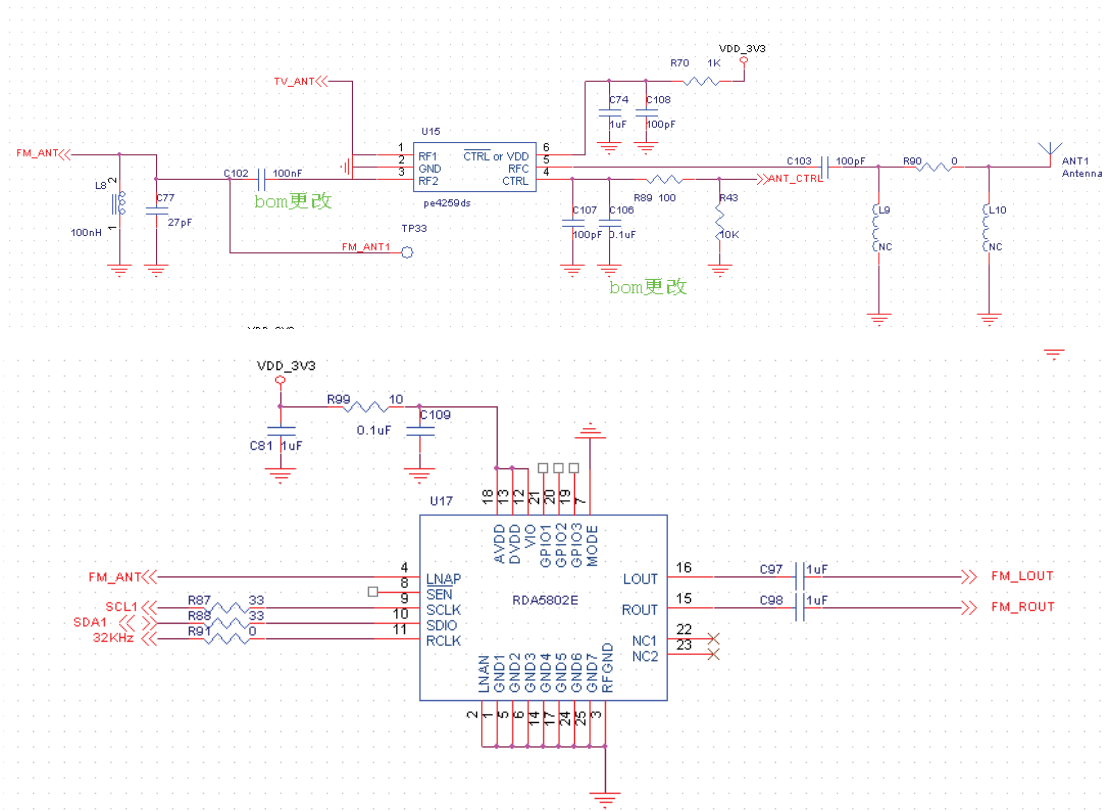 VDD_3V3
R70 1K
TV_ANT
C74
C108
1uF
100pF
U15
1
2
3
RF1
GND
RF2
CTRL or VDD
RFC
CTRL
6
5
4
pe4259ds
FM_ANT
L8
2
1
100nH
C77
27pF
C102 100nF
bom更改
TP33
FM_ANT1
C107
100pF
C106
0.1uF
R89 100
ANT_CTRL
R43
10K
bom更改
C103 100pF
R90 0
ANT1
Antenna
L9
NC
L10
NC
VDD_3V3
VDD_3V3
R99 10
C109
0.1uF
C81 1uF
U17
18
13
12
21
20
19
7
AVDD
DVDD
VIO
GPIO1
GPIO2
GPIO3
MODE
FM_ANT
SCL1
SDA1
32KHz
R87 33
R88 33
R91 0
4
8
9
10
11
LNAP
SEN
SCLK
SDIO
RCLK
RDA5802E
LOUT
ROUT
NC1
NC2
16
15
22
23
C97 1uF
C98 1uF
FM_LOUT
FM_ROUT
LNAN
GND1
GND2
GND3
GND4
GND5
GND6
GND7
RFGND
2
1
5
6
14
17
24
25
3